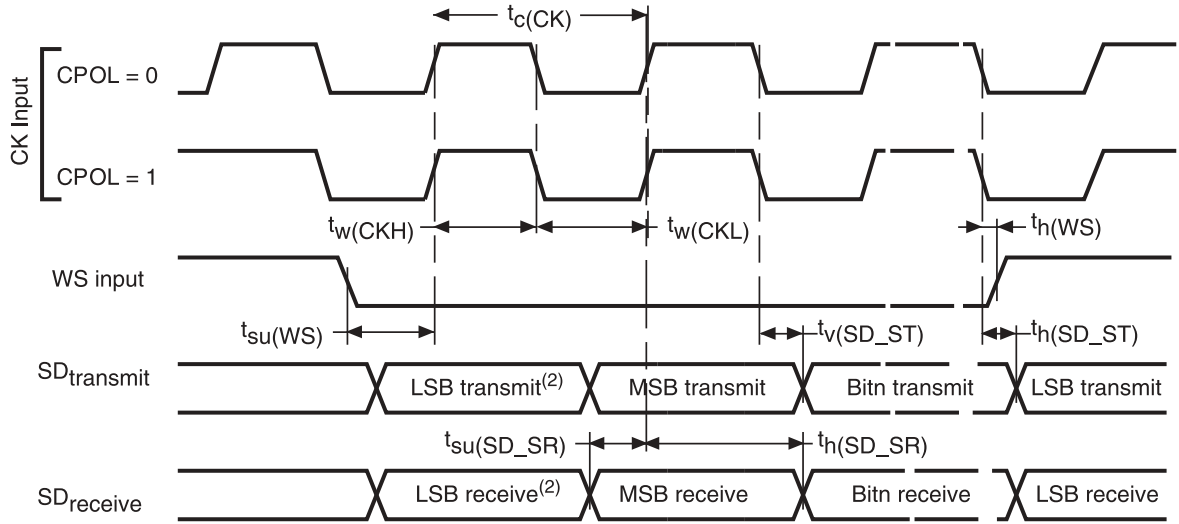 tc(CK)
CK Input
CPOL = 0
CPOL = 1
tw(CKH)
tw(CKL)
th(WS)
WS input
tsu(WS)
tv(SD_ST)
th(SD_ST)
SDtransmit
LSB transmit(2)
MSB transmit
Bitn transmit
LSB transmit
tsu(SD_SR)
th(SD_SR)
SDreceive
LSB receive(2)
MSB receive
Bitn receive
LSB receive